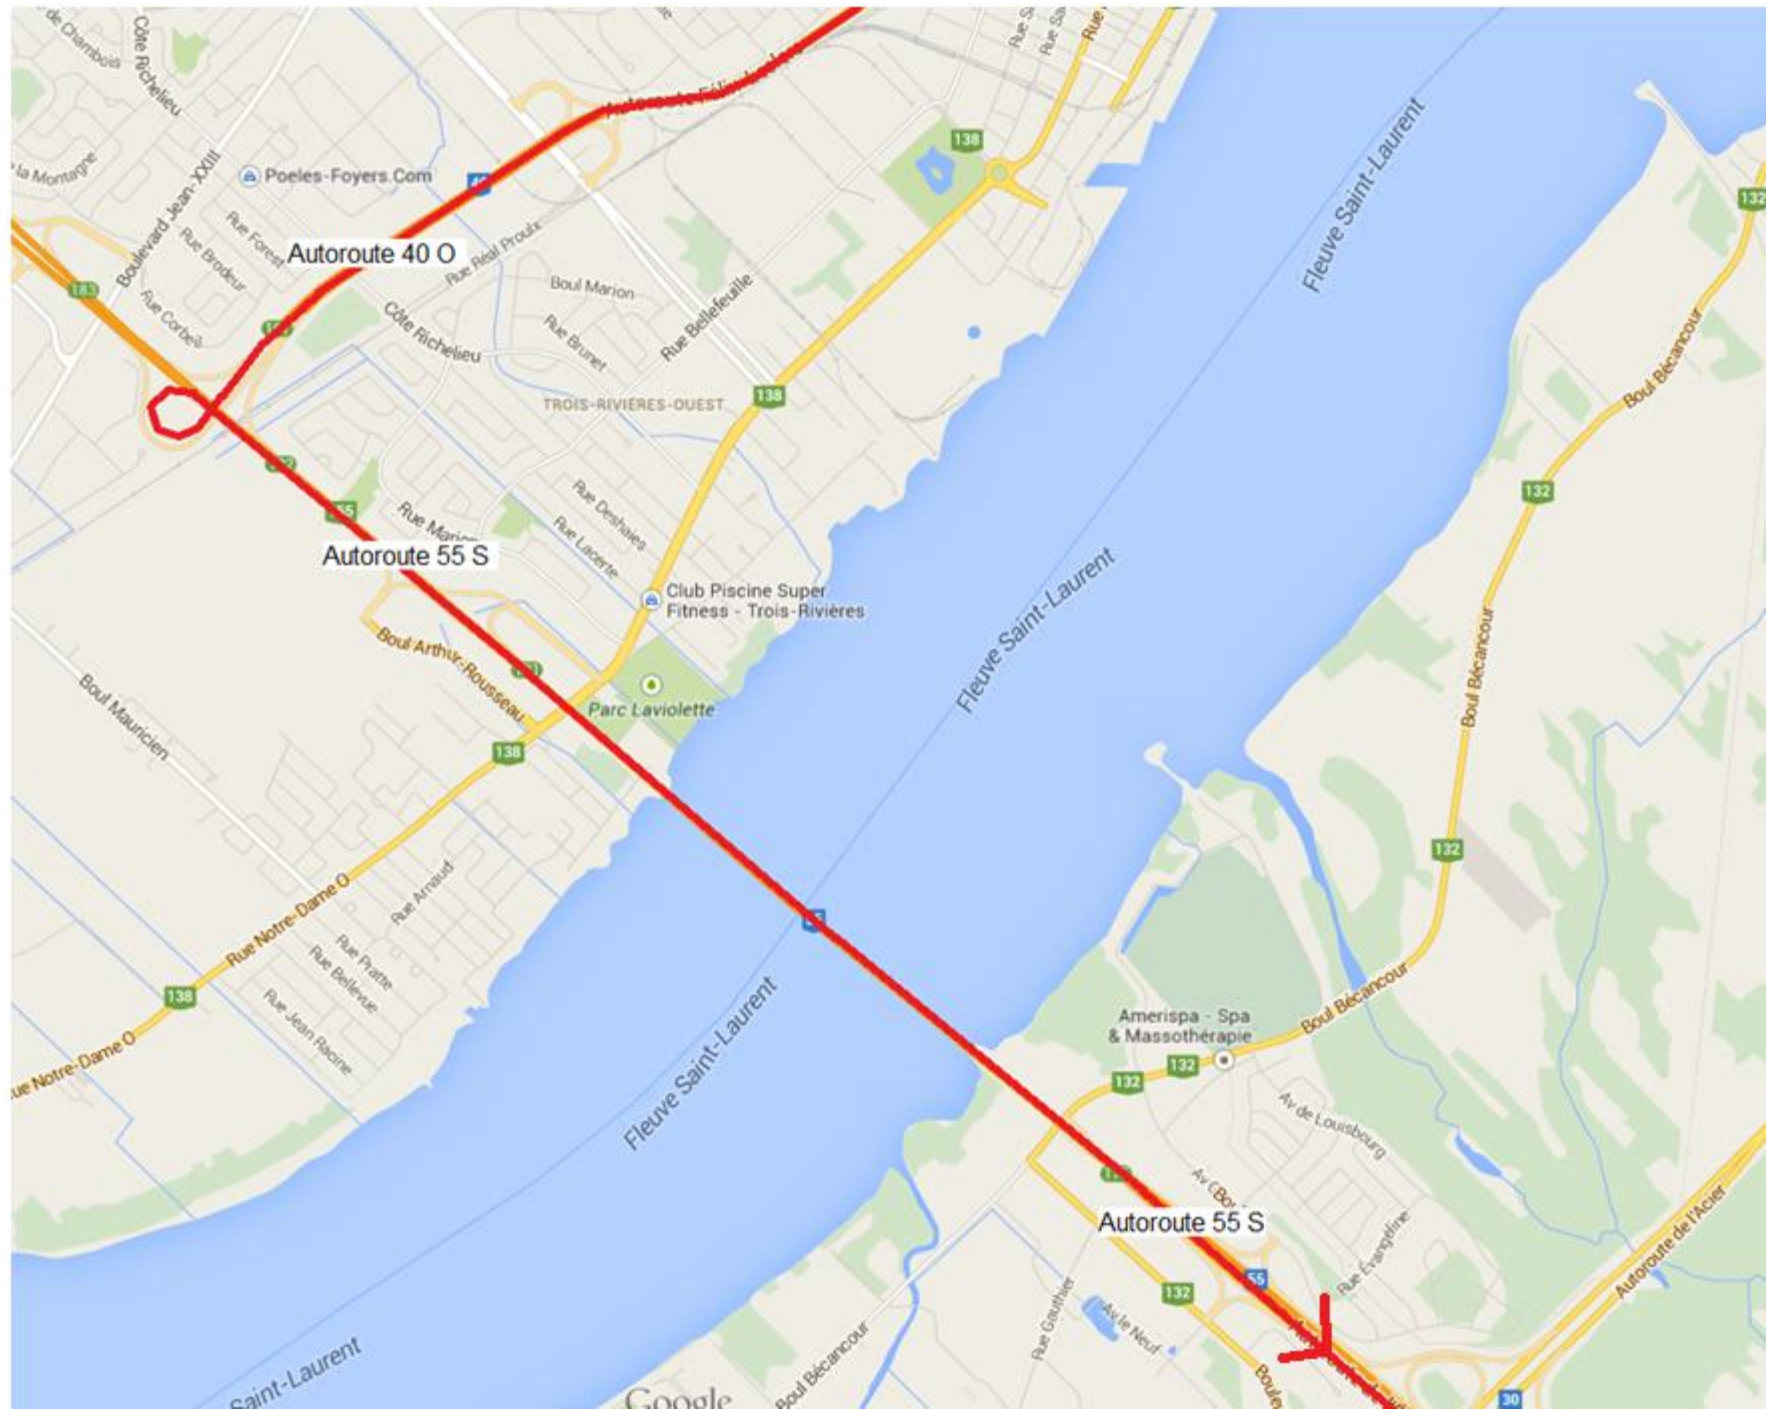 de Chambois
Côte Richelieu
Rue
138
132
Poeles-Foyers.Com
la Montagne
Boulevard Jean-XXIII
Rue Forest
Rue Brodeur
Autoroute 40 O
Rue Réal Proulx
Fleuve Saint-Laurent
183
Rue Corbeil
Boul Marion
Côte Richelieu
Rue Brunet
Rue Bellefeuille
Boul Bécancour
138
TROIS-RIVIÈRES-OUEST
132
Rue Deshaies
Rue Lacerte
Autoroute 55 S
Club Piscine Super
Fitness - Trois-Rivières
Fleuve Saint-Laurent
Boul Arthur-Rousseau
Boul Bécancour
Boul Mauricien
Parc Laviolette
138
132
Rue Notre-Dame O
Rue Arnaud
Rue Pratte
Rue Bellevue
138
Rue Jean Racine
Fleuve Saint-Laurent
Boul Bécancour
Amerispa - Spa
& Massothérapie
ue Notre-Dame O
132
132
Av de Louisbourg
Autoroute 55 S
Rue Évangéline
Autoroute de l'Acier
55
132
Rue Gauthier
Av le Neuf
Saint-Laurent
Boul Bécancour
Google
30